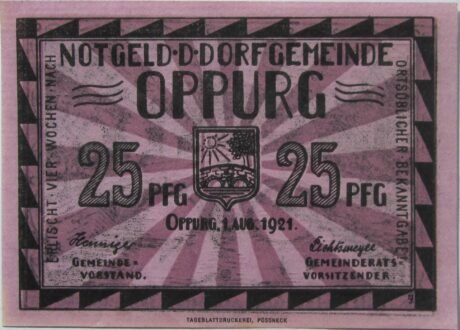 NOTGELD·D·DORFGEMEINDE
OPPURG
ERLISCHT·VIER·WOCHEN·NACH
ORTSÜBLICHER BEKANNTGABE
25 PFG
25 PFG
OPPURG, 1. AUG. 1921.
GEMEINDE-
VORSTAND.
GEMEINDERATS-
VORSITZENDER
TAGEBLATTDRUCKEREI, PÖSSNECK